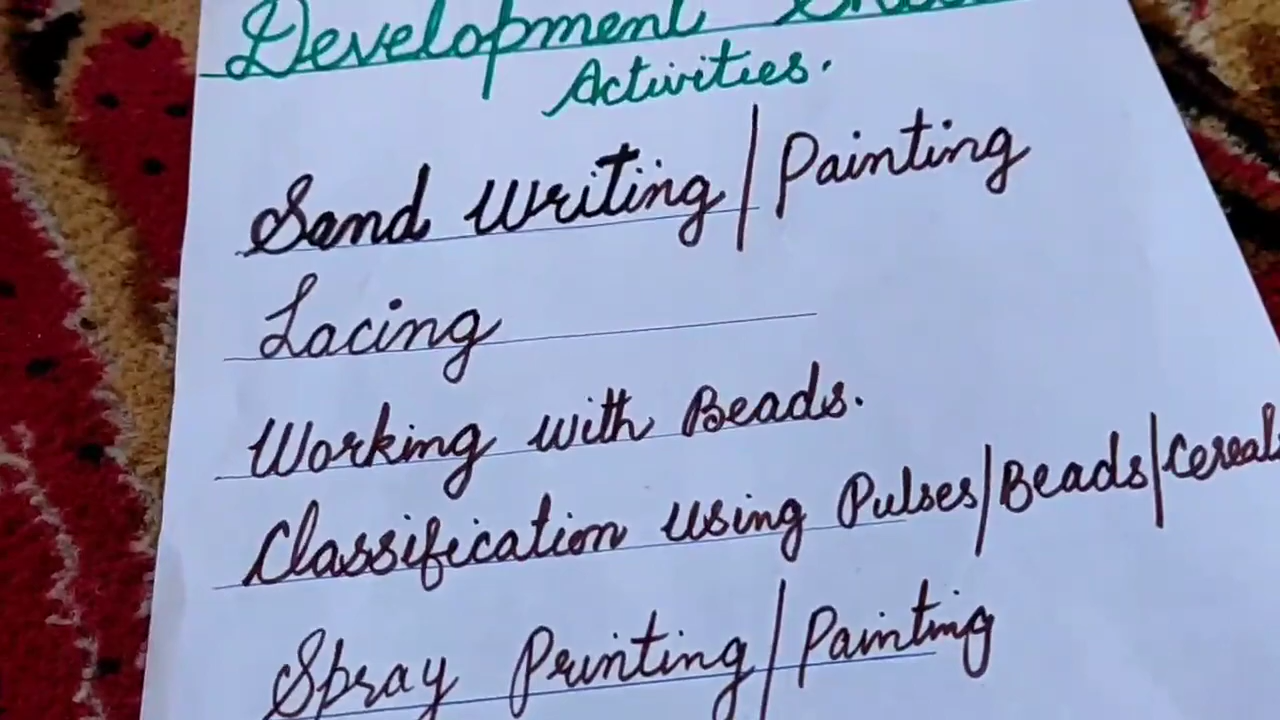 Development
Activities.
Sand Writing/Painting
Lacing
Working with Beads.
Classification using Pulses/Beads/Cereals
Spray Printing/Painting